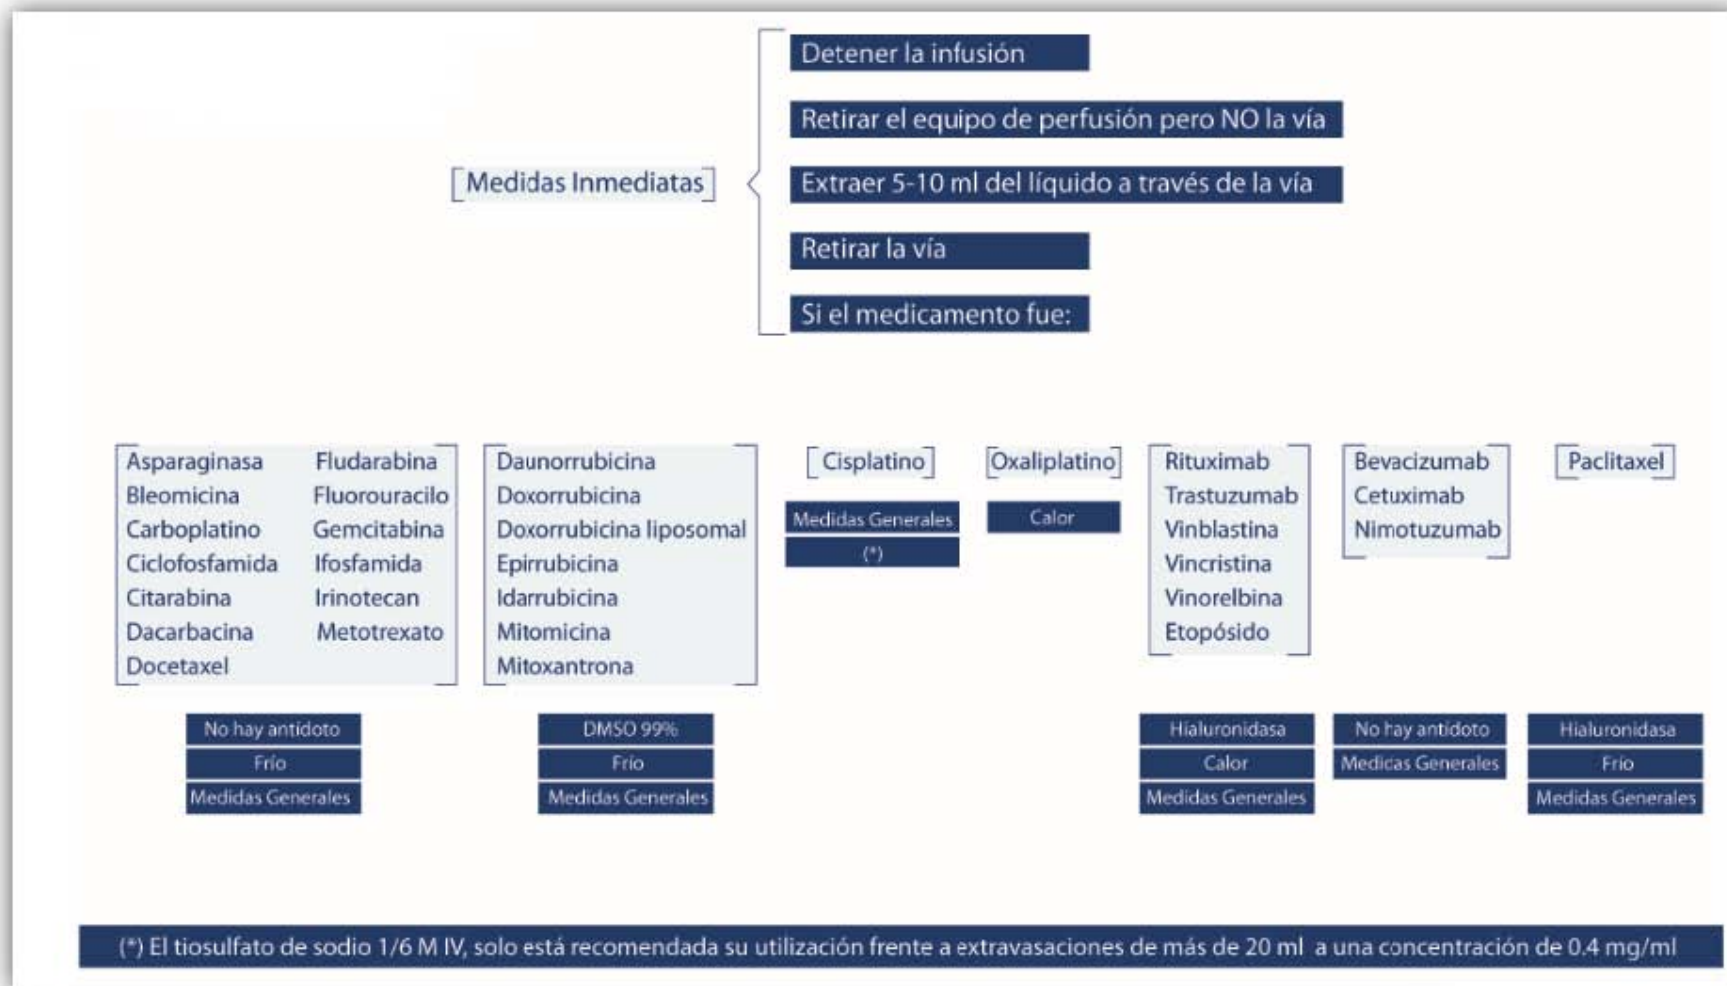 Detener la infusión
Retirar el equipo de perfusión pero NO la vía
Medidas Inmediatas
Extraer 5-10 ml del líquido a través de la vía
Retirar la vía
Si el medicamento fue:
Asparaginasa Fludarabina
Bleomicina Fluorouracilo
Carboplatino Gemcitabina
Ciclofosfamida Ifosfamida
Citarabina Irinotecan
Dacarbacina Metotrexato
Docetaxel
No hay antídoto
Frío
Medidas Generales
Daunorrubicina
Doxorrubicina
Doxorrubicina liposomal
Epirrubicina
Idarrubicina
Mitomicina
Mitoxantrona
DMSO 99%
Frío
Medidas Generales
Cisplatino
Medidas Generales
(*)
Oxaliplatino
Calor
Rituximab
Trastuzumab
Vinblastina
Vincristina
Vinorelbina
Etopósido
Hialuronidasa
Calor
Medidas Generales
Bevacizumab
Cetuximab
Nimotuzumab
No hay antídoto
Medidas Generales
Paclitaxel
Hialuronidasa
Frío
Medidas Generales
(*) El tiosulfato de sodio 1/6 M IV, solo está recomendada su utilización frente a extravasaciones de más de 20 ml a una concentración de 0.4 mg/ml